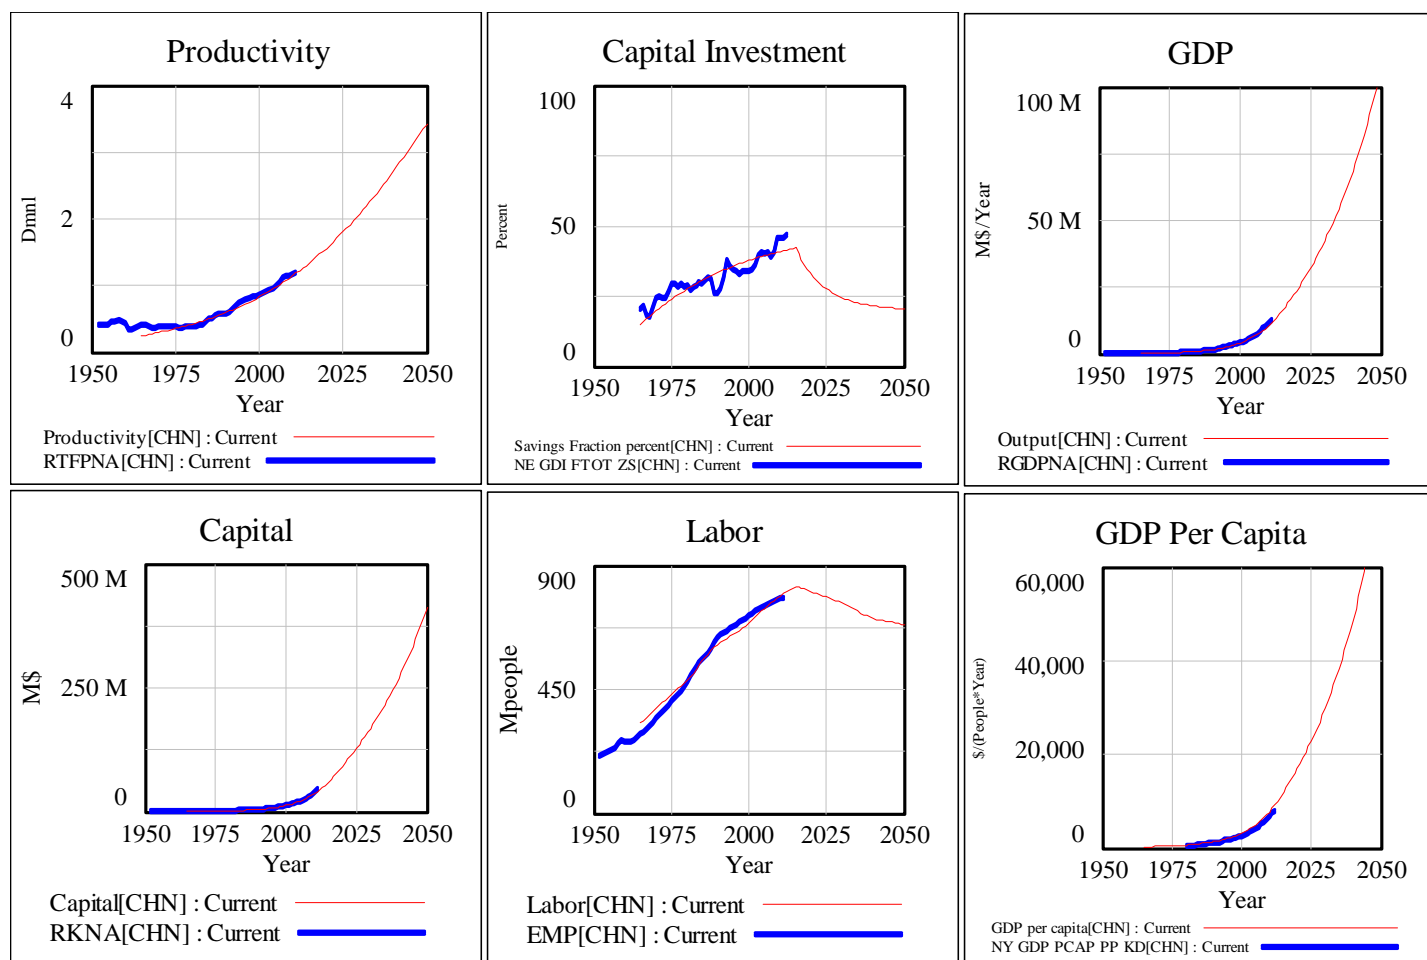 Productivity
4
2
0
Dmnl
1950 1975 2000 2025 2050
Year
Productivity[CHN] : Current
RTFPNA[CHN] : Current
Capital Investment
100
50
0
Percent
1950 1975 2000 2025 2050
Year
Savings Fraction percent[CHN] : Current
NE GDI FTOT ZS[CHN] : Current
GDP
100 M
50 M
0
M$/Year
1950 1975 2000 2025 2050
Year
Output[CHN] : Current
RGDPNA[CHN] : Current
Capital
500 M
250 M
0
M$
1950 1975 2000 2025 2050
Year
Capital[CHN] : Current
RKNA[CHN] : Current
Labor
900
450
0
Mpeople
1950 1975 2000 2025 2050
Year
Labor[CHN] : Current
EMP[CHN] : Current
GDP Per Capita
60,000
40,000
20,000
0
$/(People*Year)
1950 1975 2000 2025 2050
Year
GDP per capita[CHN] : Current
NY GDP PCAP PP KD[CHN] : Current